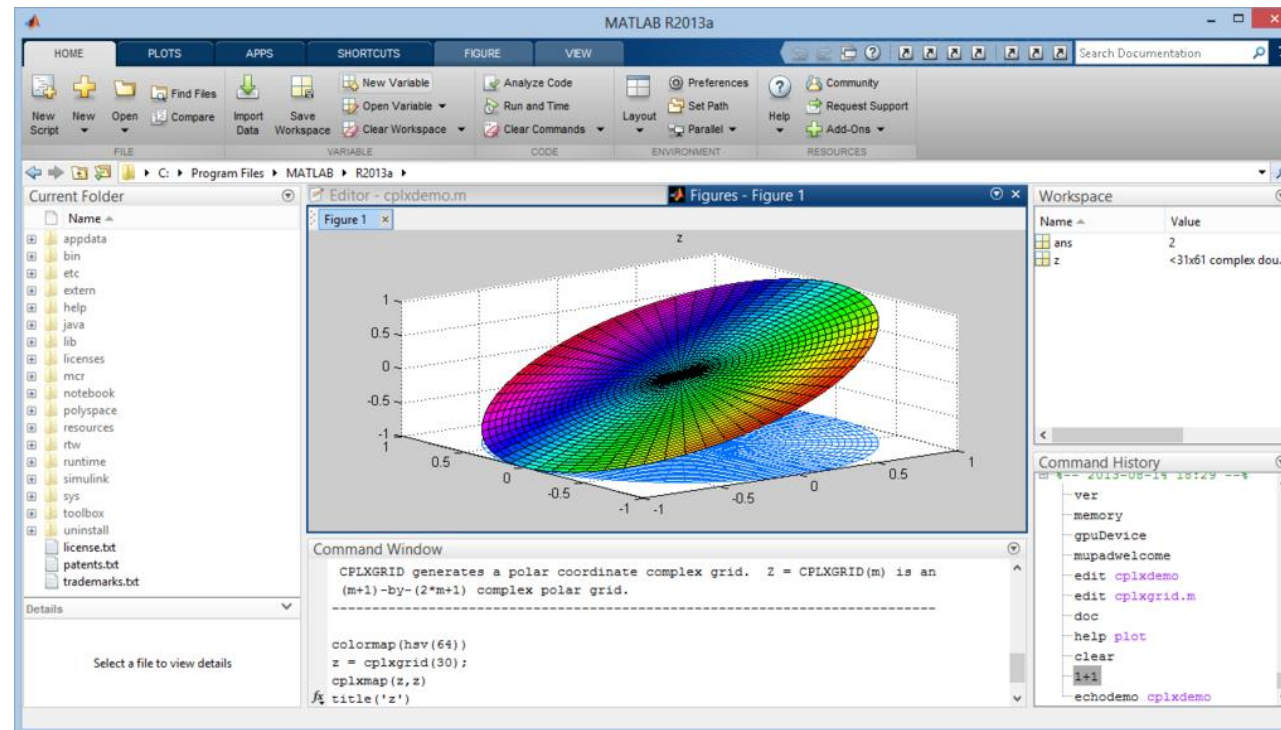 MATLAB R2013a
HOME PLOTS APPS SHORTCUTS FIGURE VIEW
Search Documentation
New Script
New
Open
Find Files
Compare
Import Data
Save Workspace
New Variable
Open Variable
Clear Workspace
Analyze Code
Run and Time
Clear Commands
Layout
Preferences
Set Path
Parallel
Help
Community
Request Support
Add-Ons
FILE VARIABLE CODE ENVIRONMENT RESOURCES
C: Program Files MATLAB R2013a
Current Folder
Name
appdata
bin
etc
extern
help
java
lib
licenses
mcr
notebook
polyspace
resources
rtw
runtime
simulink
sys
toolbox
uninstall
license.txt
patents.txt
trademarks.txt
Details
Select a file to view details
Editor - cplxdemo.m
Figures - Figure 1
Figure 1
z
1
0.5
0
-0.5
-1
1
0.5
0
-0.5
-1
-1
-0.5
0
0.5
1
Command Window
CPLXGRID generates a polar coordinate complex grid. Z = CPLXGRID(m) is an
(m+1)-by-(2*m+1) complex polar grid.
--------------------------------------------------------------------------
colormap(hsv(64))
z = cplxgrid(30);
cplxmap(z,z)
fx title('z')
Workspace
Name Value
ans 2
z <31x61 complex dou.
Command History
%-- 2013-08-14 18:29 --%
ver
memory
gpuDevice
mupadwelcome
edit cplxdemo
edit cplxgrid.m
doc
help plot
clear
1+1
echodemo cplxdemo